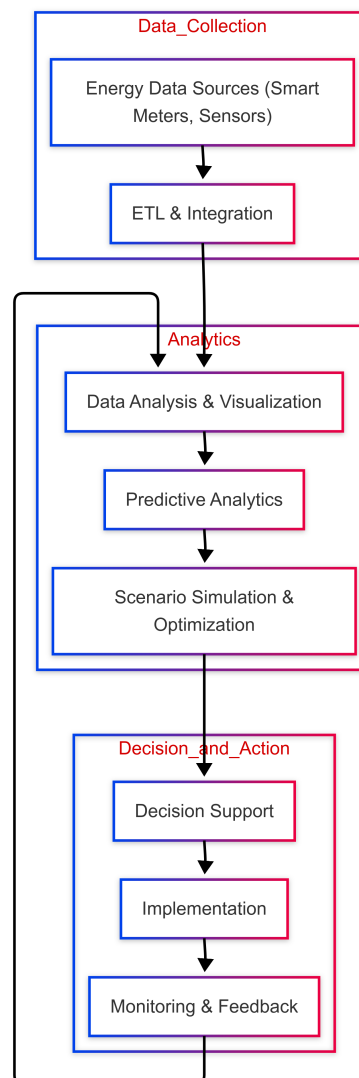 Data_Collection
Energy Data Sources (Smart
Meters, Sensors)
ETL & Integration
Analytics
Data Analysis & Visualization
Predictive Analytics
Scenario Simulation &
Optimization
Decision_and_Action
Decision Support
Implementation
Monitoring & Feedback